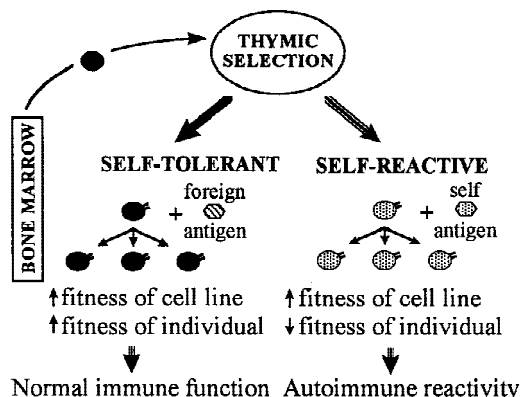 THYMIC
SELECTION
BONE MARROW
SELF-TOLERANT
foreign
+
antigen
↑fitness of cell line
↑fitness of individual
Normal immune function
SELF-REACTIVE
self
+
antigen
↑fitness of cell line
↓fitness of individual
Autoimmune reactivity